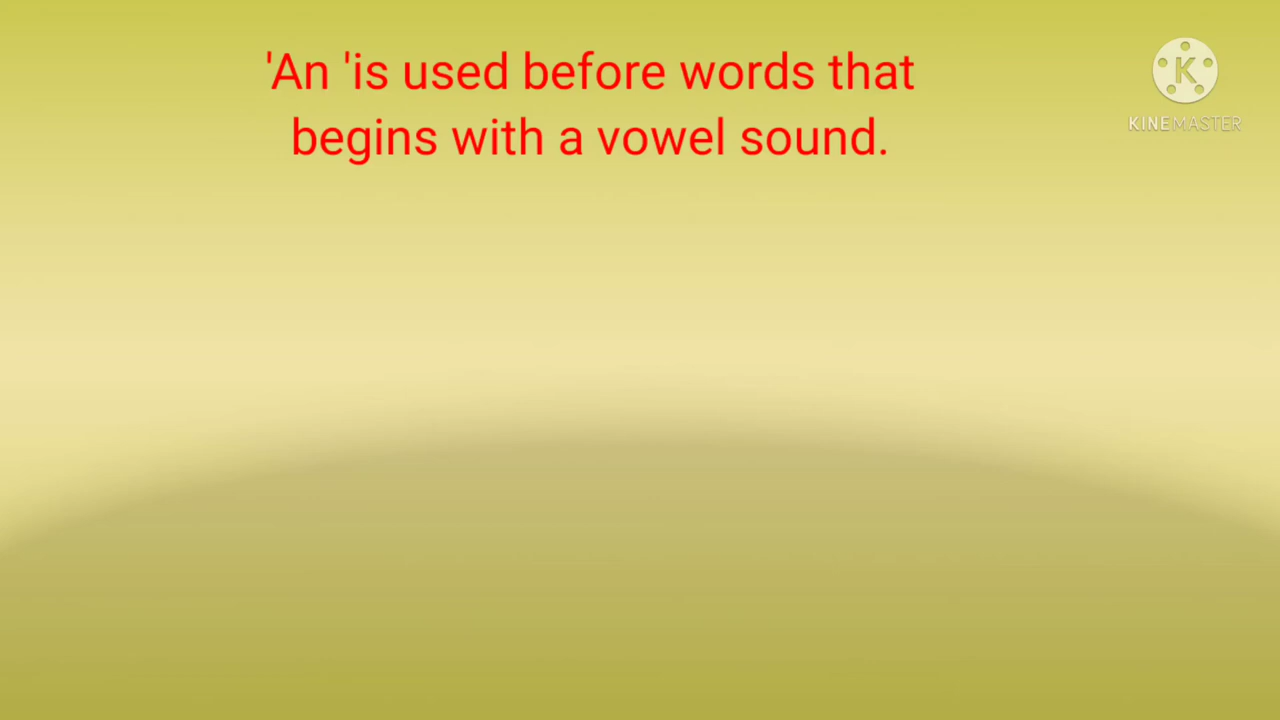 'An 'is used before words that
begins with a vowel sound.
K
KINEMASTER